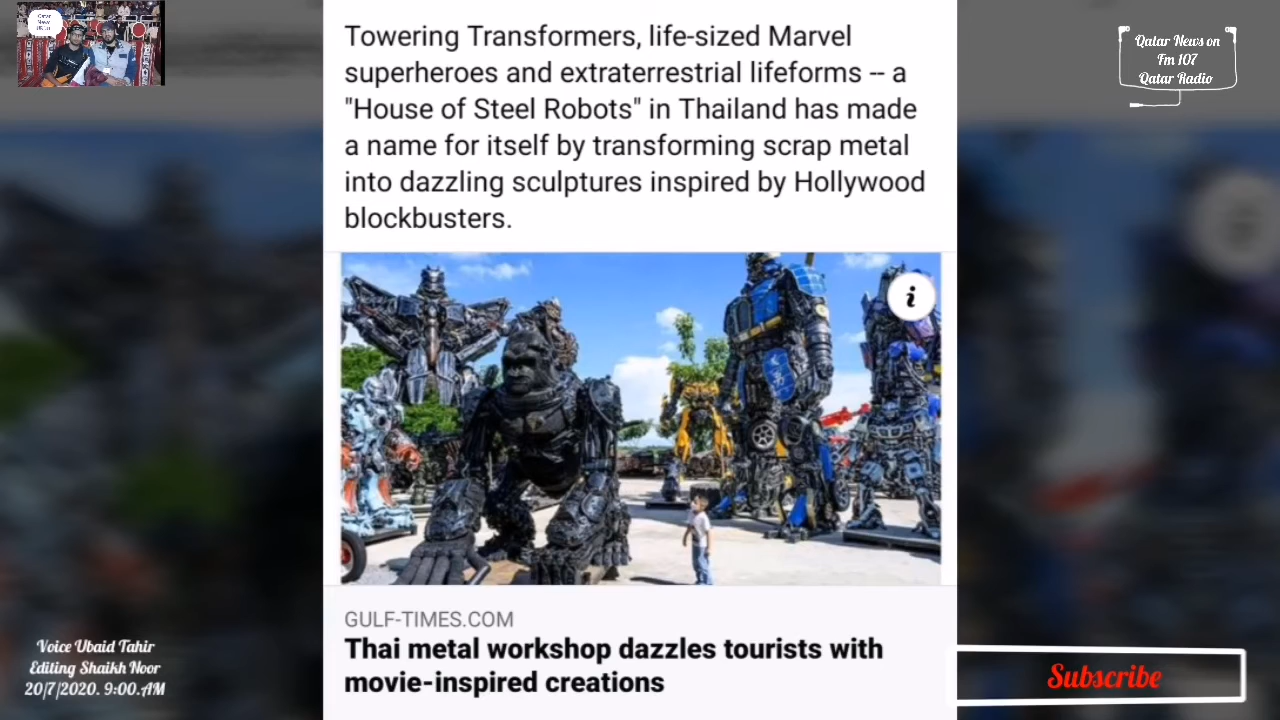 Towering Transformers, life-sized Marvel
superheroes and extraterrestrial lifeforms -- a
"House of Steel Robots" in Thailand has made
a name for itself by transforming scrap metal
into dazzling sculptures inspired by Hollywood
blockbusters.
Qatar News on
Fm 107
Qatar Radio
i
GULF-TIMES.COM
Thai metal workshop dazzles tourists with
movie-inspired creations
Voice Ubaid Tahir
Editing Shaikh Noor
20/7/2020. 9:00.AM
Subscribe